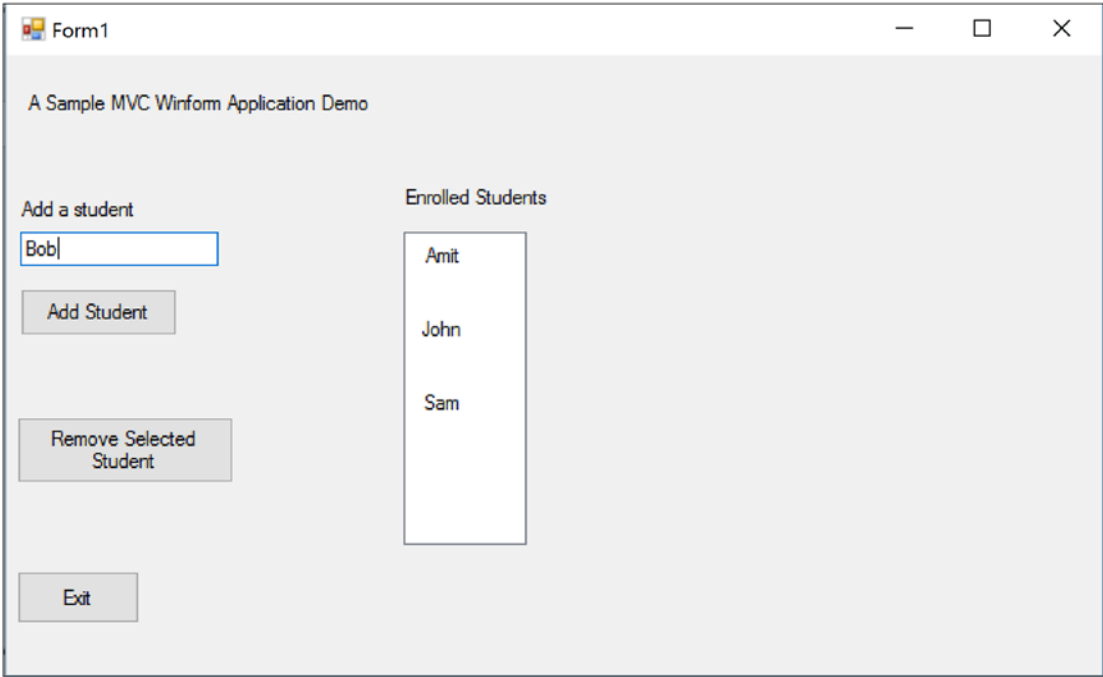 Form1
A Sample MVC Winform Application Demo
Add a student
Bob
Add Student
Remove Selected
Student
Exit
Enrolled Students
Amit
John
Sam